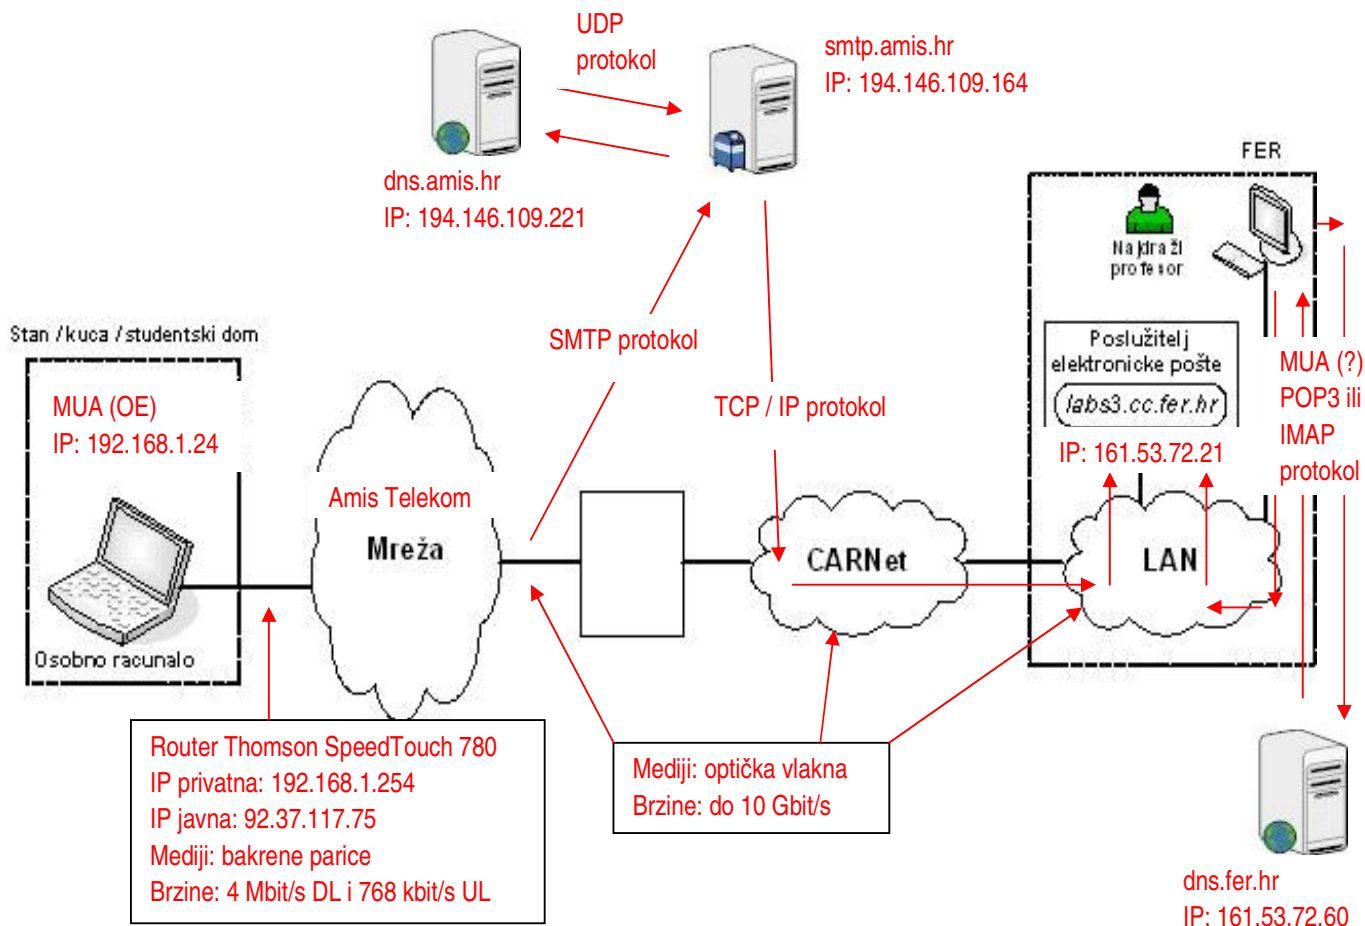 UDP
protokol
smtp.amis.hr
IP: 194.146.109.164
dns.amis.hr
IP: 194.146.109.221
FER
Najdraži
profesor
Stan /kuca /studentski dom
SMTP protokol
Poslužitelj
elektronicke pošte
labs3.cc.fer.hr
IP: 161.53.72.21
MUA (?)
POP3 ili
IMAP
protokol
MUA (OE)
IP: 192.168.1.24
TCP / IP protokol
Amis Telekom
Mreža
CARNet
LAN
Osobno racunalo
Router Thomson SpeedTouch 780
IP privatna: 192.168.1.254
IP javna: 92.37.117.75
Mediji: bakrene parice
Brzine: 4 Mbit/s DL i 768 kbit/s UL
Mediji: optička vlakna
Brzine: do 10 Gbit/s
dns.fer.hr
IP: 161.53.72.60